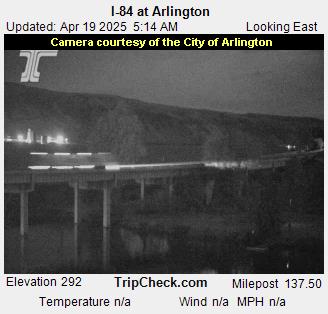 I-84 at Arlington
Updated: Apr 19 2025 5:14 AM Looking East
Camera courtesy of the City of Arlington
Elevation 292 TripCheck.com Milepost 137.50
Temperature n/a Wind n/a MPH n/a